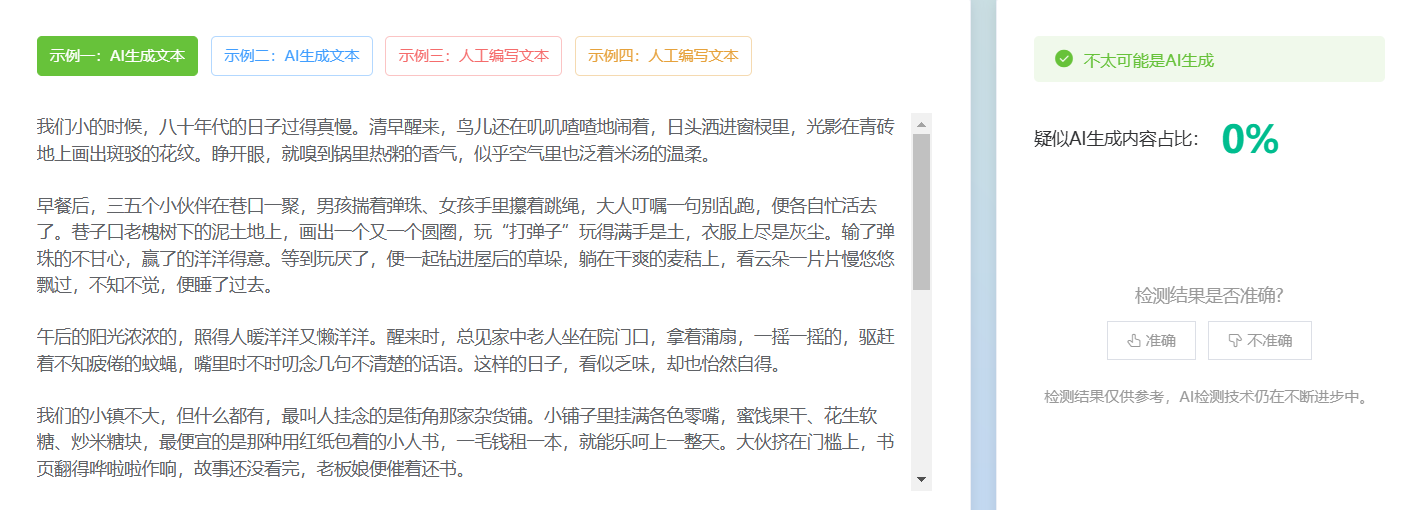 示例一：AI生成文本
示例二：AI生成文本
示例三：人工编写文本
示例四：人工编写文本
我们小的时候，八十年代的日子过得真慢。清早醒来，鸟儿还在叽叽喳喳地闹着，日头洒进窗棂里，光影在青砖
地上画出斑驳的花纹。睁开眼，就嗅到锅里热粥的香气，似乎空气里也泛着米汤的温柔。
早餐后，三五个小伙伴在巷口一聚，男孩揣着弹珠、女孩手里攥着跳绳，大人叮嘱一句别乱跑，便各自忙活去
了。巷子口老槐树下的泥土地上，画出一个又一个圆圈，玩“打弹子”玩得满手是土，衣服上尽是灰尘。输了弹
珠的不甘心，赢了的洋洋得意。等到玩厌了，便一起钻进屋后的草垛，躺在干爽的麦秸上，看云朵一片片慢悠悠
飘过，不知不觉，便睡了过去。
午后的阳光浓浓的，照得人暖洋洋又懒洋洋。醒来时，总见家中老人坐在院门口，拿着蒲扇，一摇一摇的，驱赶
着不知疲倦的蚊蝇，嘴里时不时叨念几句不清楚的话语。这样的日子，看似乏味，却也怡然自得。
我们的小镇不大，但什么都有，最叫人挂念的是街角那家杂货铺。小铺子里挂满各色零嘴，蜜饯果干、花生软
糖、炒米糖块，最便宜的是那种用红纸包着的小人书，一毛钱租一本，就能乐呵上一整天。大伙挤在门槛上，书
页翻得哗啦啦作响，故事还没看完，老板娘便催着还书。
不太可能是AI生成
疑似AI生成内容占比： 0%
检测结果是否准确?
准确
不准确
检测结果仅供参考，AI检测技术仍在不断进步中。